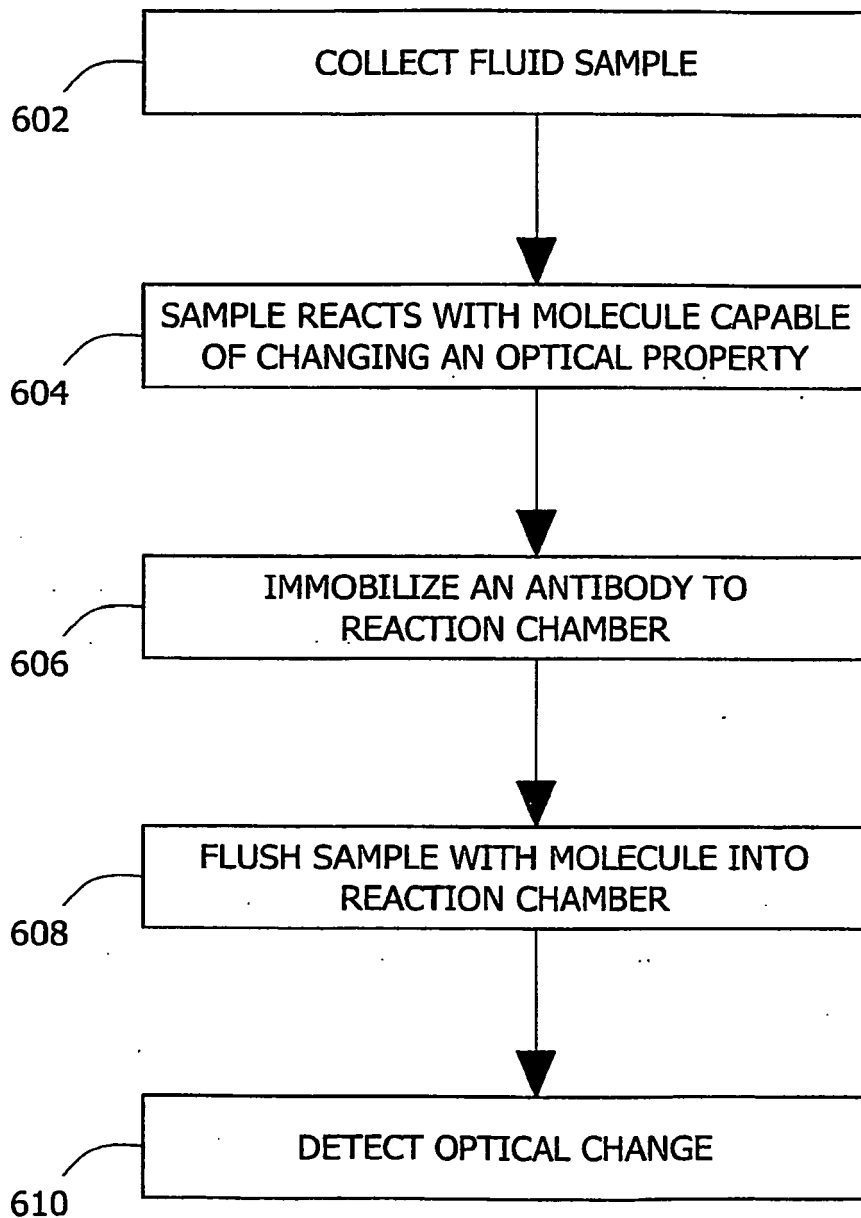 COLLECT FLUID SAMPLE
602
SAMPLE REACTS WITH MOLECULE CAPABLE
OF CHANGING AN OPTICAL PROPERTY
604
IMMOBILIZE AN ANTIBODY TO
REACTION CHAMBER
606
FLUSH SAMPLE WITH MOLECULE INTO
REACTION CHAMBER
608
DETECT OPTICAL CHANGE
610